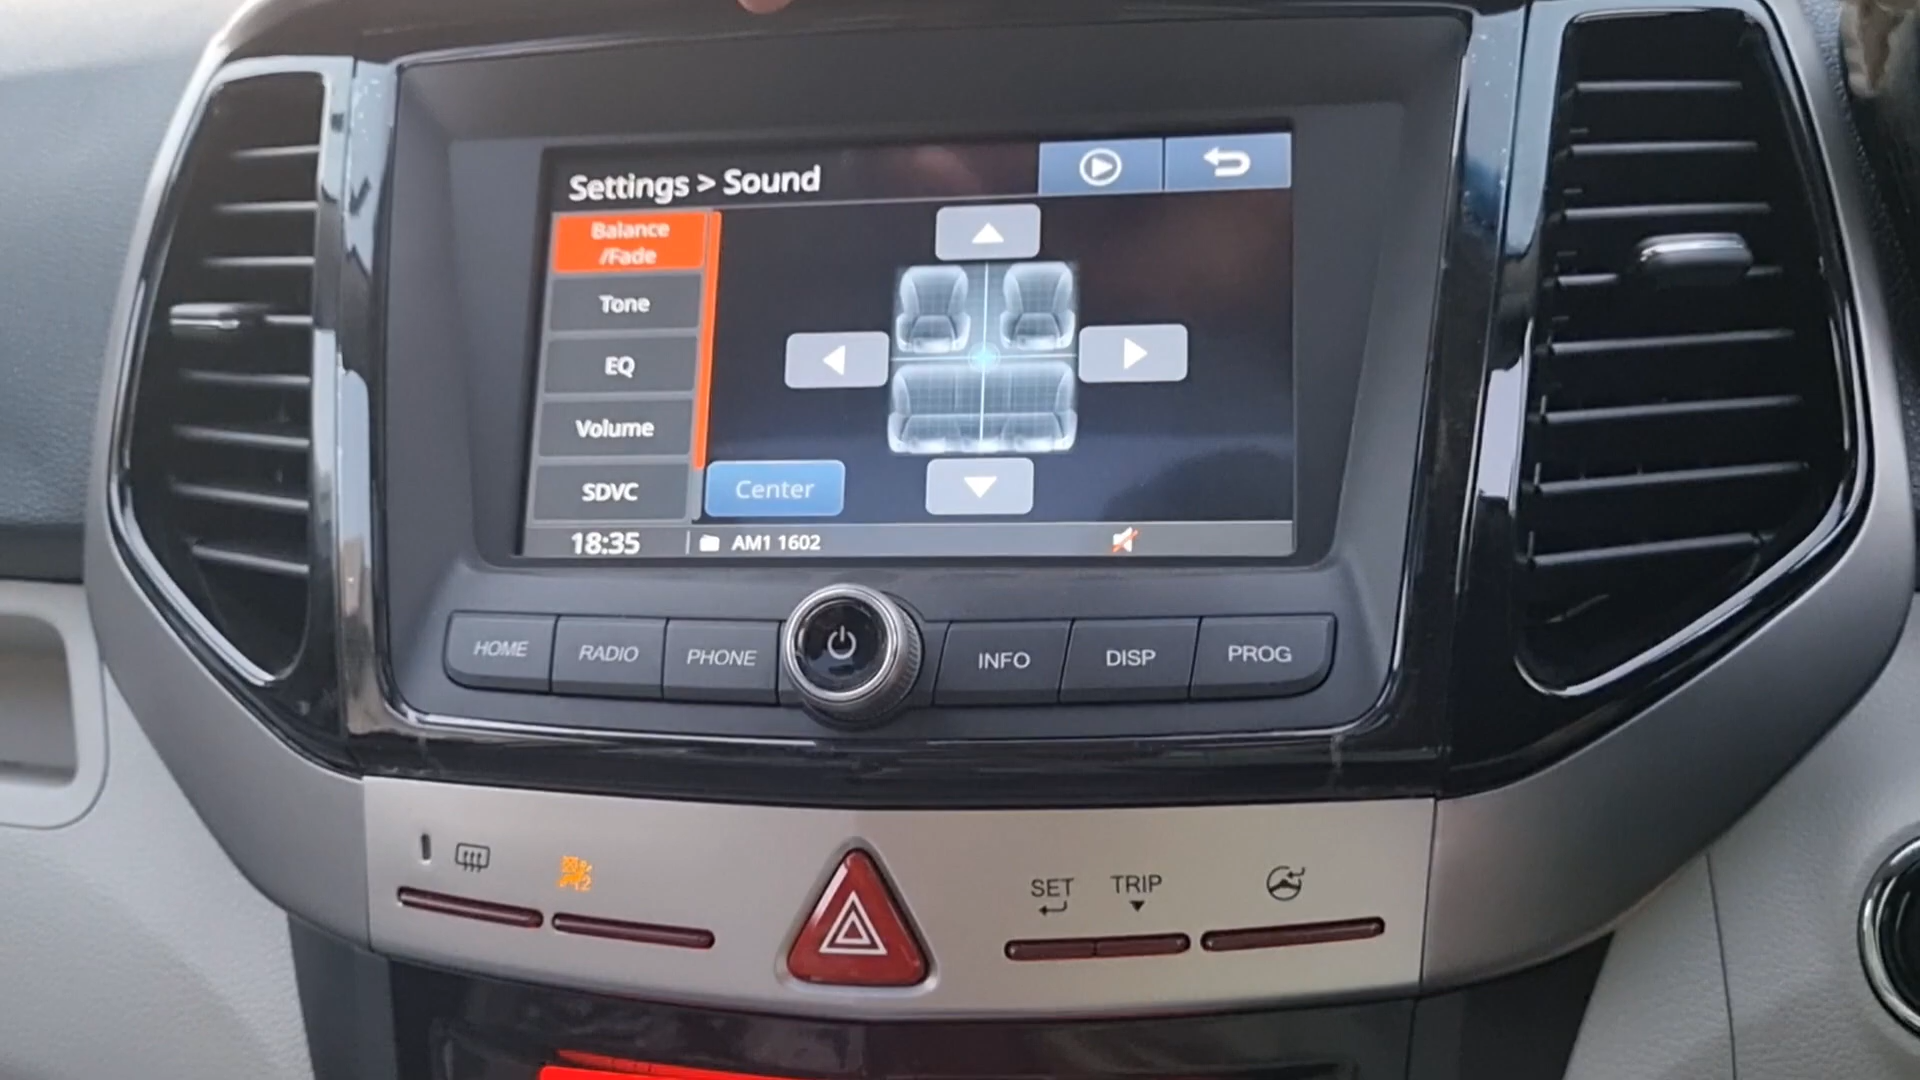 Settings > Sound
Balance
/Fade
Tone
EQ
Volume
SDVC
Center
18:35
AM1 1602
HOME
RADIO
PHONE
INFO
DISP
PROG
SET
TRIP